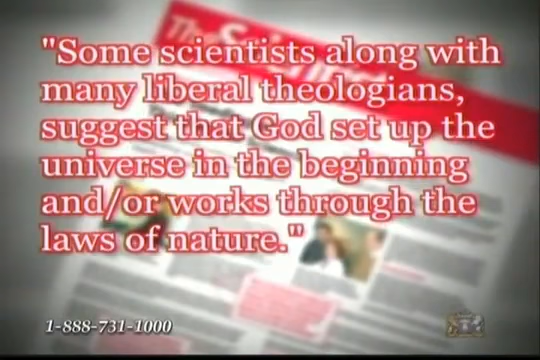 "Some scientists along with
many liberal theologians,
suggest that God set up the
universe in the beginning
and/or works through the
laws of nature."
1-888-731-1000